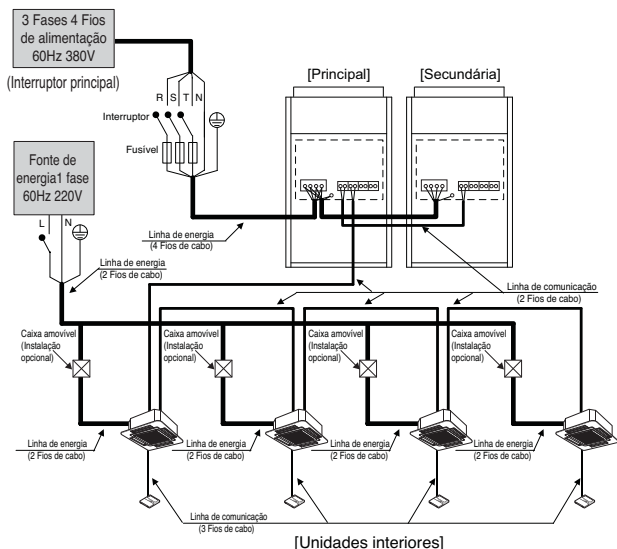 3 Fases 4 Fios
de alimentação
60Hz 380V
(Interruptor principal)
[Principal]
[Secundária]
R S T N
Interruptor
Fusível
Fonte de
energia1 fase
60Hz 220V
L N
Linha de energia
(4 Fios de cabo)
Linha de energia
(2 Fios de cabo)
Linha de comunicação
(2 Fios de cabo)
Caixa amovível
(Instalação
opcional)
Caixa amovível
(Instalação
opcional)
Caixa amovível
(Instalação
opcional)
Caixa amovível
(Instalação
opcional)
Linha de energia
(2 Fios de cabo)
Linha de energia
(2 Fios de cabo)
Linha de energia
(2 Fios de cabo)
Linha de energia
(2 Fios de cabo)
Linha de comunicação
(3 Fios de cabo)
[Unidades interiores]